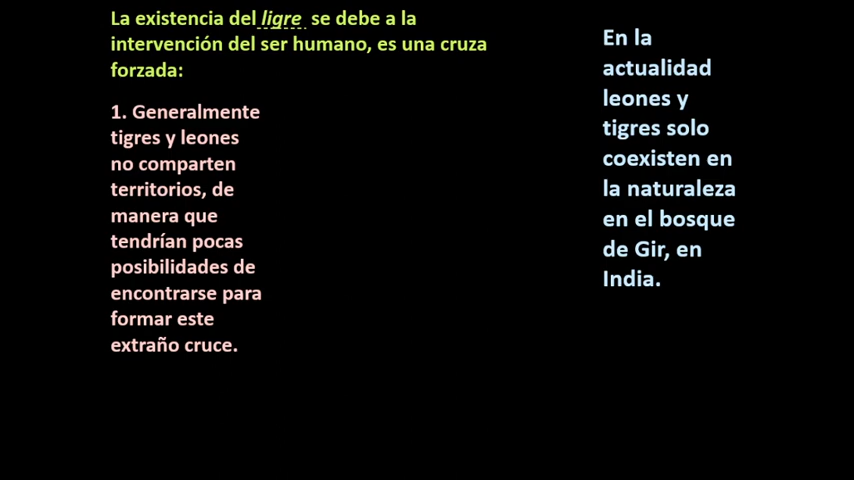 La existencia del ligre se debe a la
intervención del ser humano, es una cruza
forzada:
1. Generalmente
tigres y leones
no comparten
territorios, de
manera que
tendrían pocas
posibilidades de
encontrarse para
formar este
extraño cruce.
En la
actualidad
leones y
tigres solo
coexisten en
la naturaleza
en el bosque
de Gir, en
India.